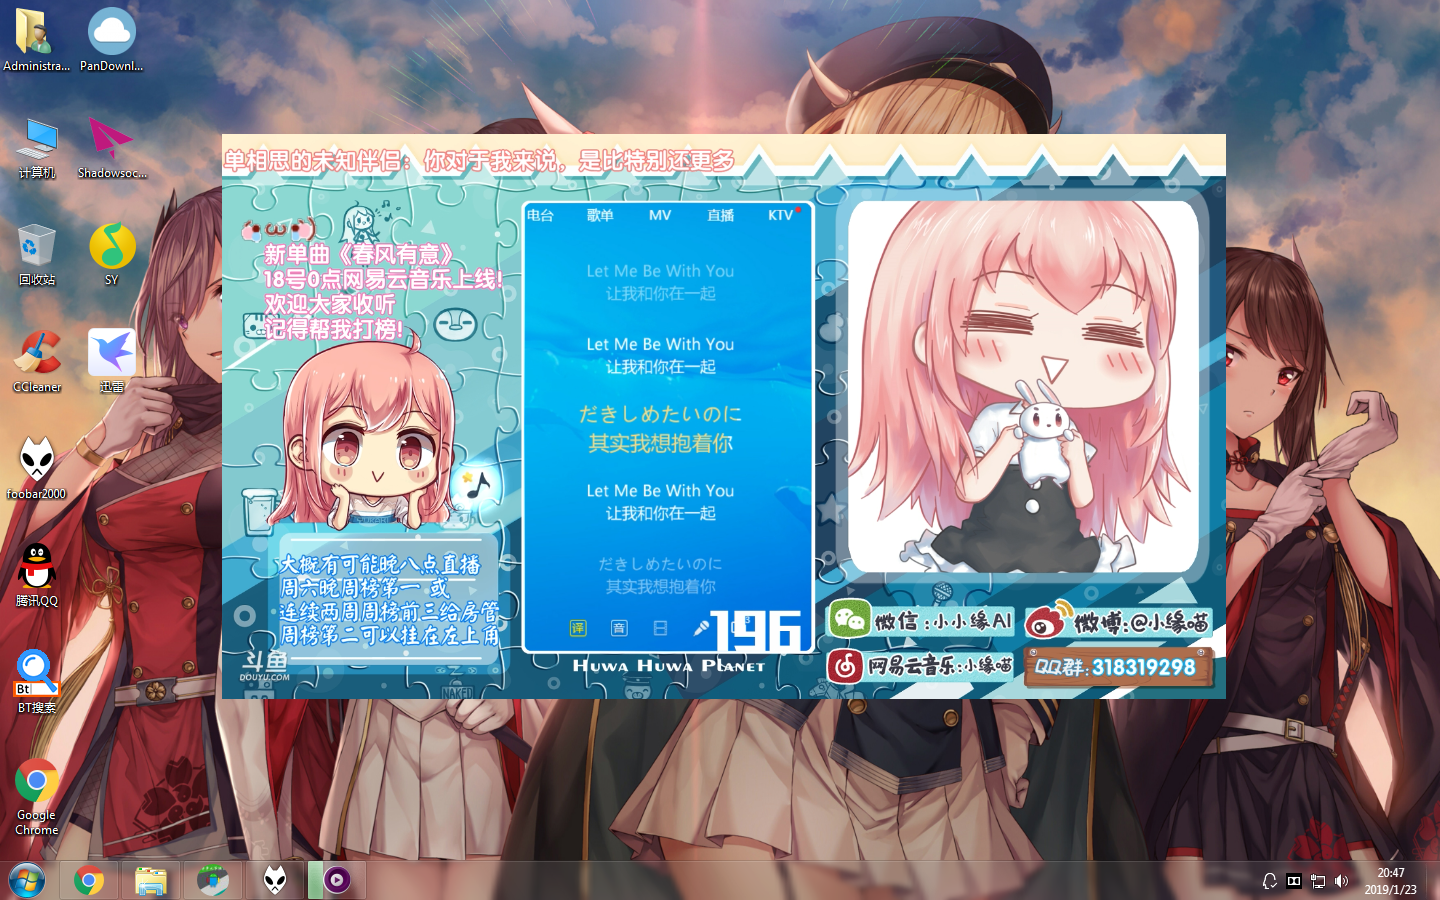 Administra...
PanDownl...
计算机
Shadowsoc...
回收站
SY
CCleaner
迅雷
foobar2000
腾讯QQ
Bt
BT搜索
Google
Chrome
单相思的未知伴侣：你对于我来说，是比特别还更多
新单曲《春风有意》
18号0点网易云音乐上线!
欢迎大家收听
记得帮我打榜!
大概有可能晚八点直播
周六晚周榜第一 或
连续两周周榜前三给房管
周榜第二可以挂在左上角
斗鱼
DOUYU.COM
NAKED
电台 歌单 MV 直播 KTV
Let Me Be With You
让我和你在一起
Let Me Be With You
让我和你在一起
だきしめたいのに
其实我想抱着你
Let Me Be With You
让我和你在一起
だきしめたいのに
其实我想抱着你
译 音
196
Huwa Huwa Planet
微信:小小缘AI
微博:@小缘喵
网易云音乐:小缘喵
QQ群:318319298
20:47
2019/1/23